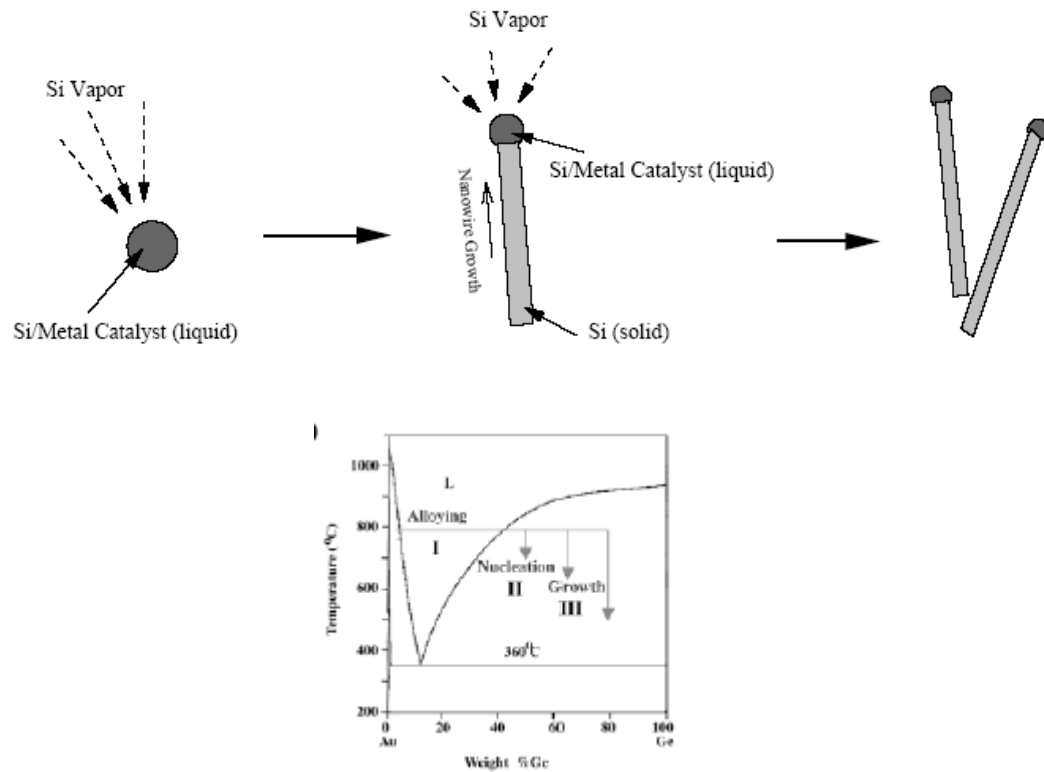 Si Vapor
Si Vapor
Si/Metal Catalyst (liquid)
Nanowire Growth
Si/Metal Catalyst (liquid)
Si (solid)
)
1000
L
Alloying
800
I
Nucleation
II
Growth
III
600
400
360°C
200
0 20 40 60 80 100
Au Ge
Temperature (°C)
Weight %Ge